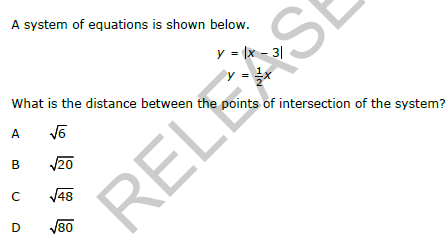 A system of equations is shown below.
y = |x – 3|
y = ½x
What is the distance between the points of intersection of the system?
A √6
B √20
C √48
D √80
RELEASE